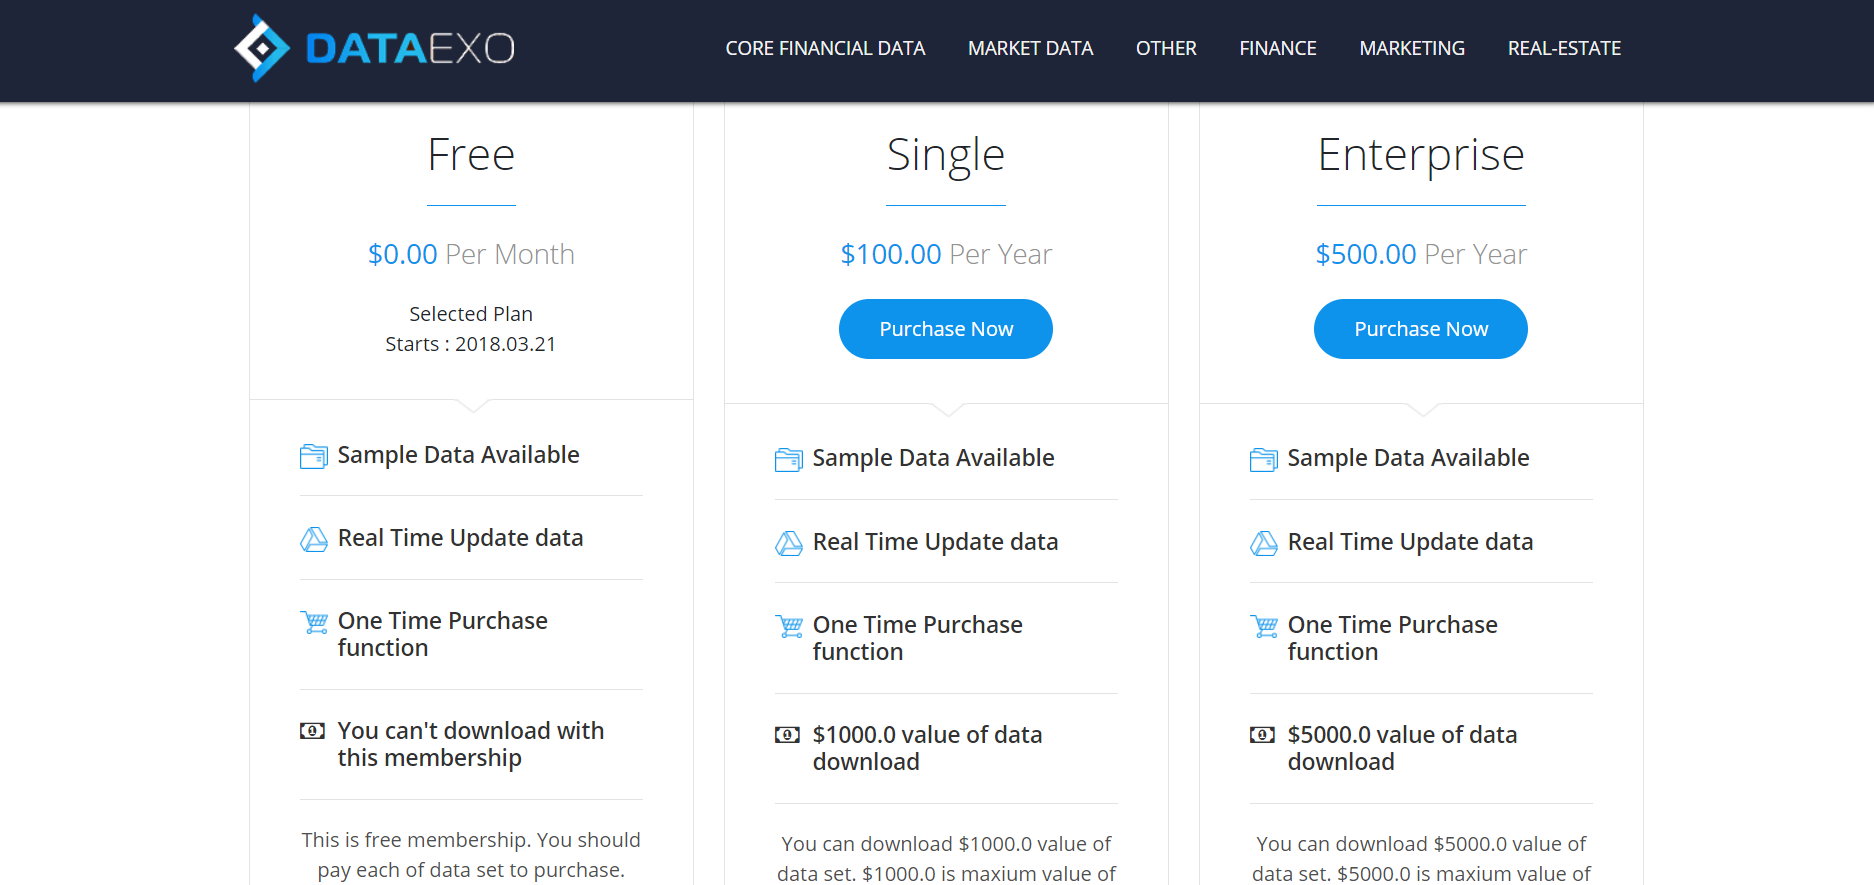 DATAEXO
CORE FINANCIAL DATA
MARKET DATA
OTHER
FINANCE
MARKETING
REAL-ESTATE
Free
$0.00 Per Month
Selected Plan
Starts : 2018.03.21
Sample Data Available
Real Time Update data
One Time Purchase
function
You can't download with
this membership
This is free membership. You should
pay each of data set to purchase.
Single
$100.00 Per Year
Purchase Now
Sample Data Available
Real Time Update data
One Time Purchase
function
$1000.0 value of data
download
You can download $1000.0 value of
data set. $1000.0 is maxium value of
Enterprise
$500.00 Per Year
Purchase Now
Sample Data Available
Real Time Update data
One Time Purchase
function
$5000.0 value of data
download
You can download $5000.0 value of
data set. $5000.0 is maxium value of